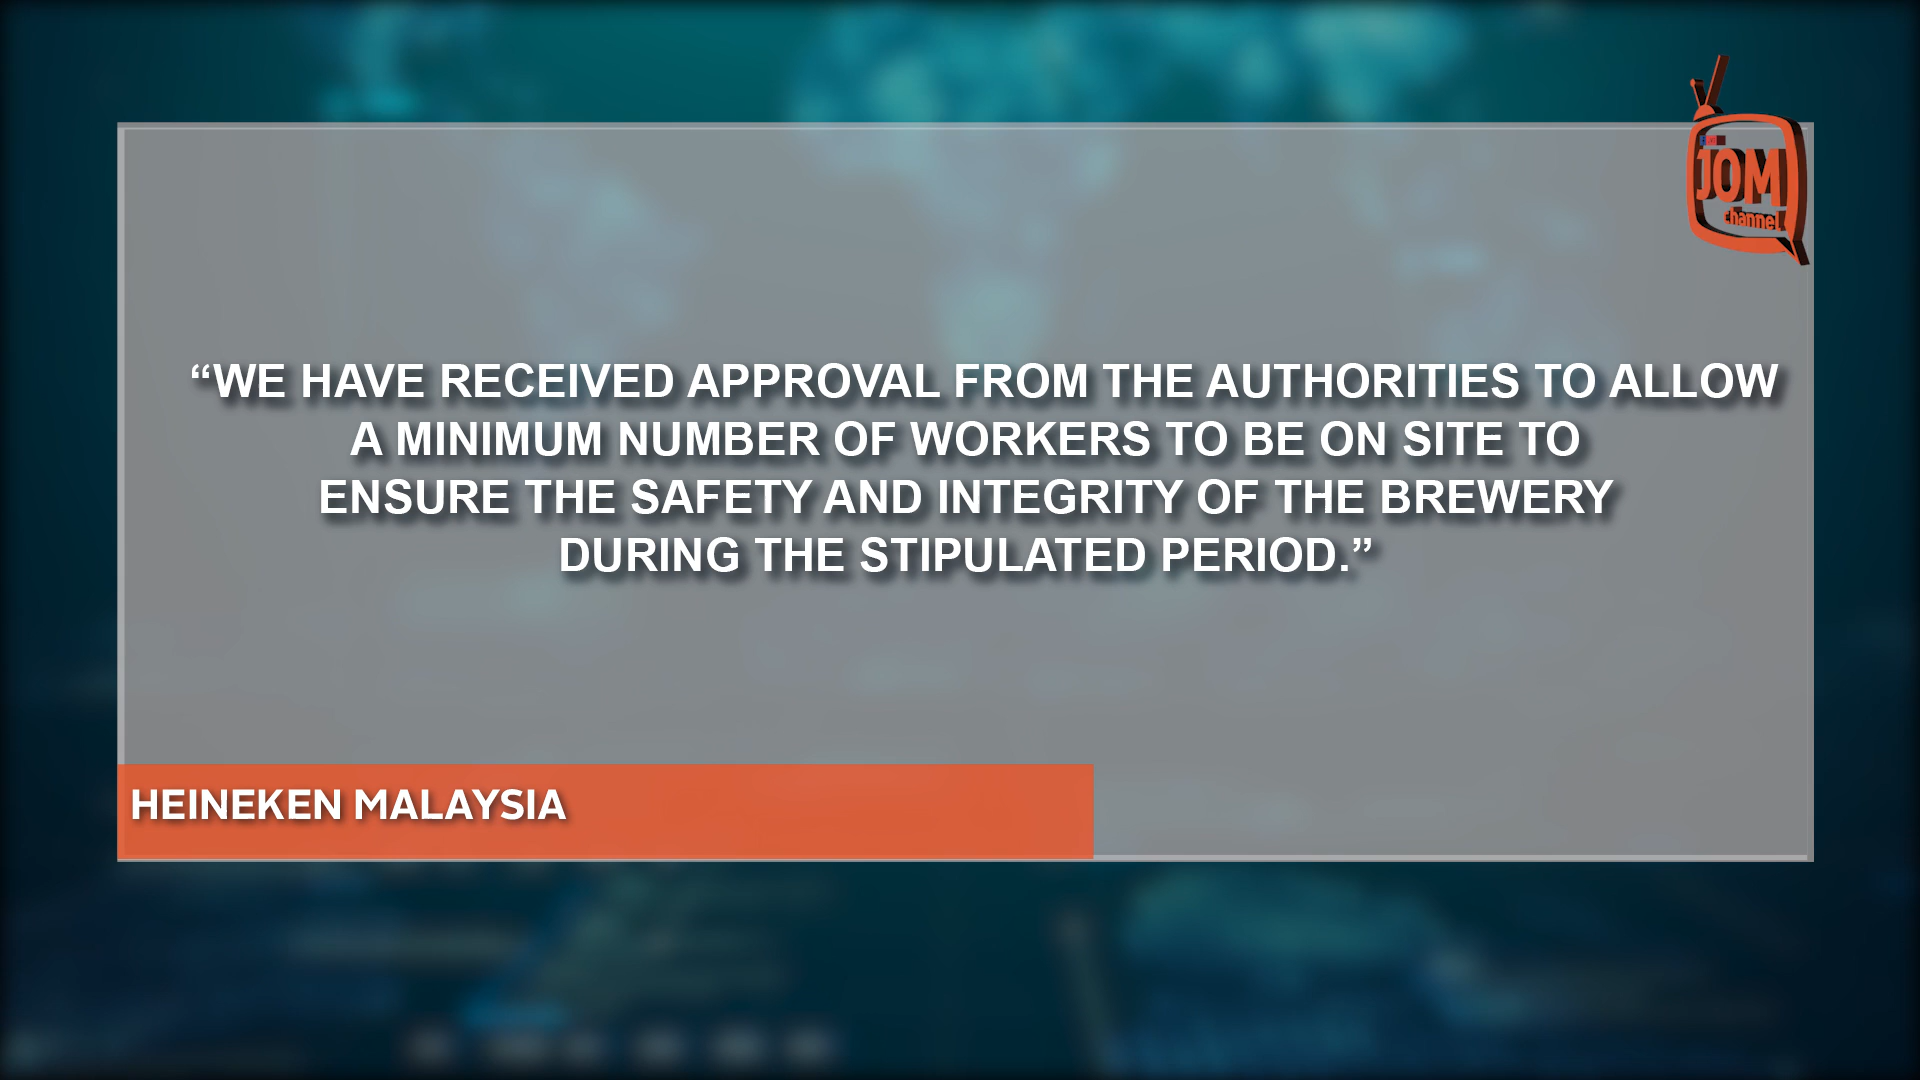 JOM
channel
“WE HAVE RECEIVED APPROVAL FROM THE AUTHORITIES TO ALLOW
A MINIMUM NUMBER OF WORKERS TO BE ON SITE TO
ENSURE THE SAFETY AND INTEGRITY OF THE BREWERY
DURING THE STIPULATED PERIOD.”
HEINEKEN MALAYSIA